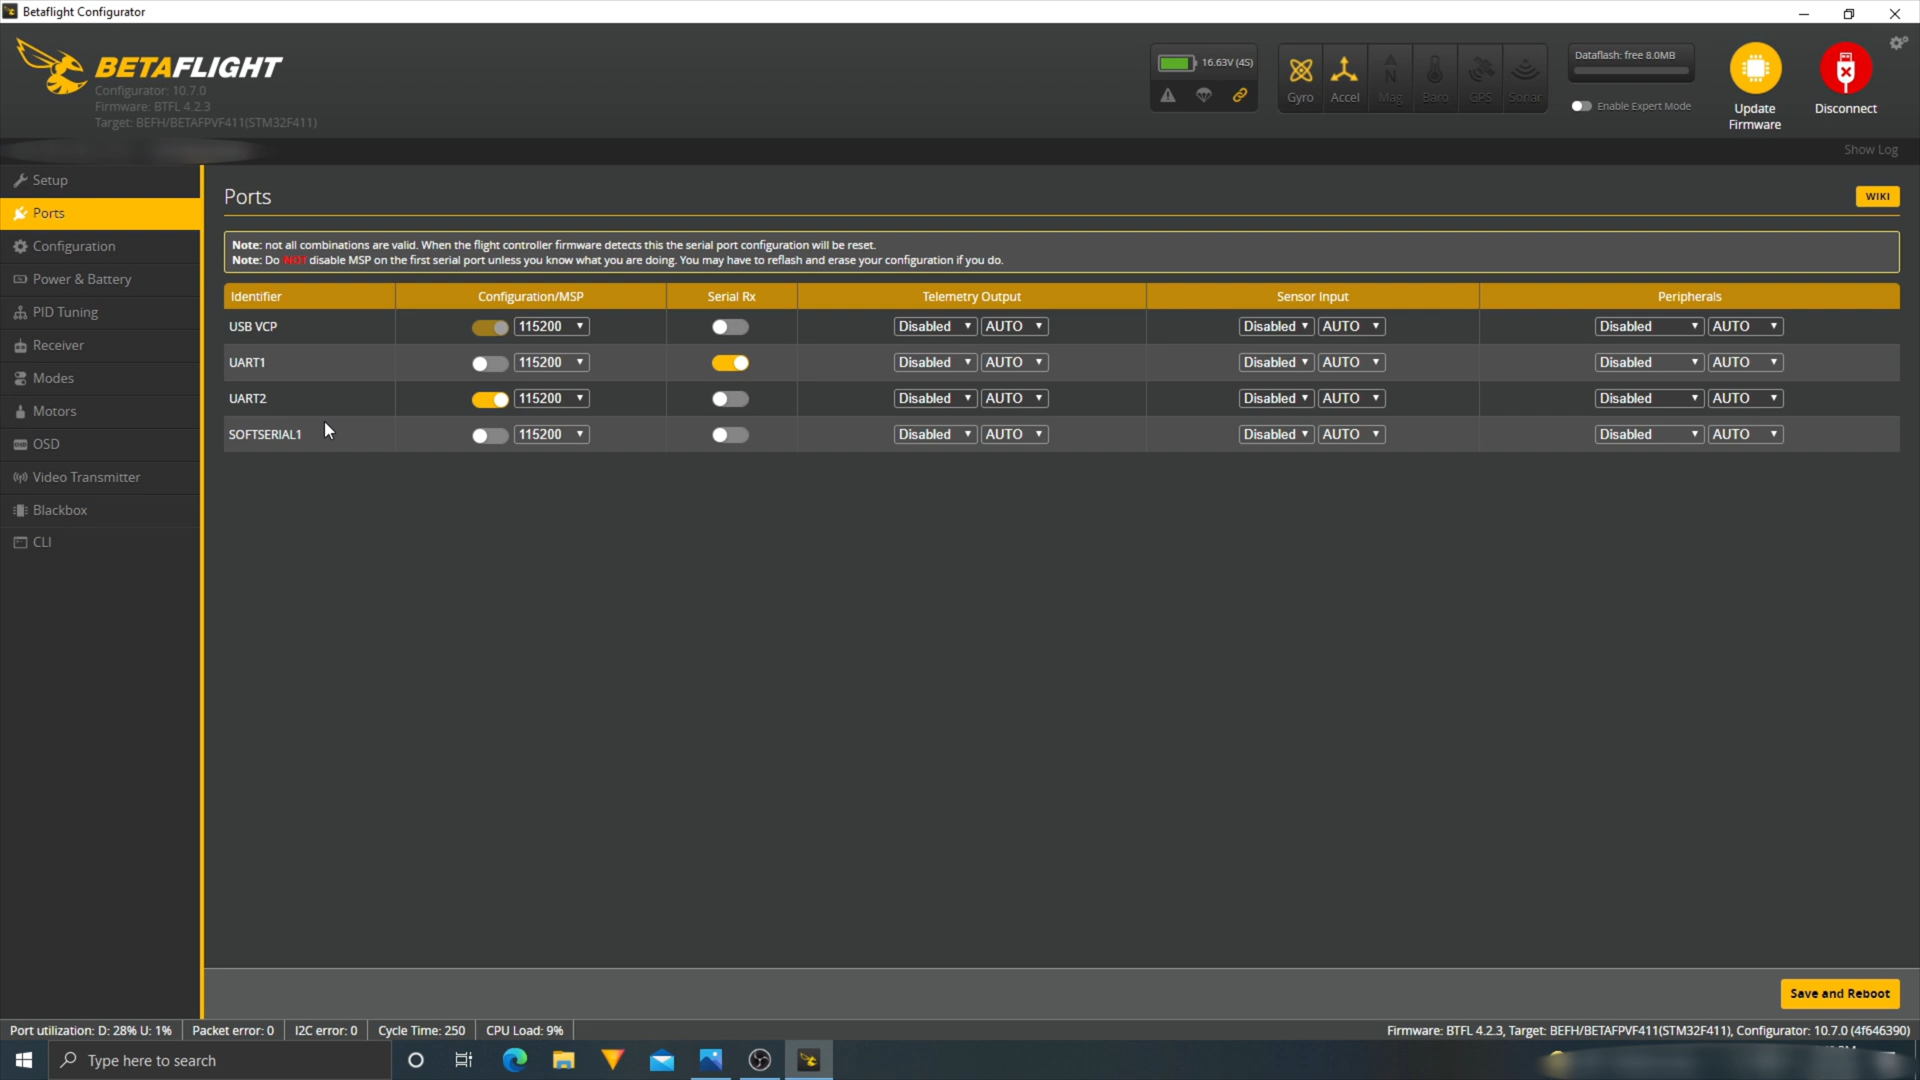 Betaflight Configurator
BETAFLIGHT
Configurator: 10.7.0
Firmware: BTFL 4.2.3
Target: BEFH/BETAFPVF411(STM32F411)
16.63V (4S)
Gyro
Accel
Mag
Baro
GPS
Sonar
Dataflash: free 8.0MB
Enable Expert Mode
Update
Firmware
Disconnect
Show Log
Setup
Ports
Configuration
Power & Battery
PID Tuning
Receiver
Modes
Motors
OSD
Video Transmitter
Blackbox
CLI
Ports
WIKI
Note: not all combinations are valid. When the flight controller firmware detects this the serial port configuration will be reset.
Note: Do NOT disable MSP on the first serial port unless you know what you are doing. You may have to reflash and erase your configuration if you do.
Identifier Configuration/MSP Serial Rx Telemetry Output Sensor Input Peripherals
USB VCP 115200 Disabled AUTO Disabled AUTO Disabled AUTO
UART1 115200 Disabled AUTO Disabled AUTO Disabled AUTO
UART2 115200 Disabled AUTO Disabled AUTO Disabled AUTO
SOFTSERIAL1 115200 Disabled AUTO Disabled AUTO Disabled AUTO
Save and Reboot
Port utilization: D: 28% U: 1% Packet error: 0 I2C error: 0 Cycle Time: 250 CPU Load: 9% Firmware: BTFL 4.2.3, Target: BEFH/BETAFPVF411(STM32F411), Configurator: 10.7.0 (4f646390)
Type here to search